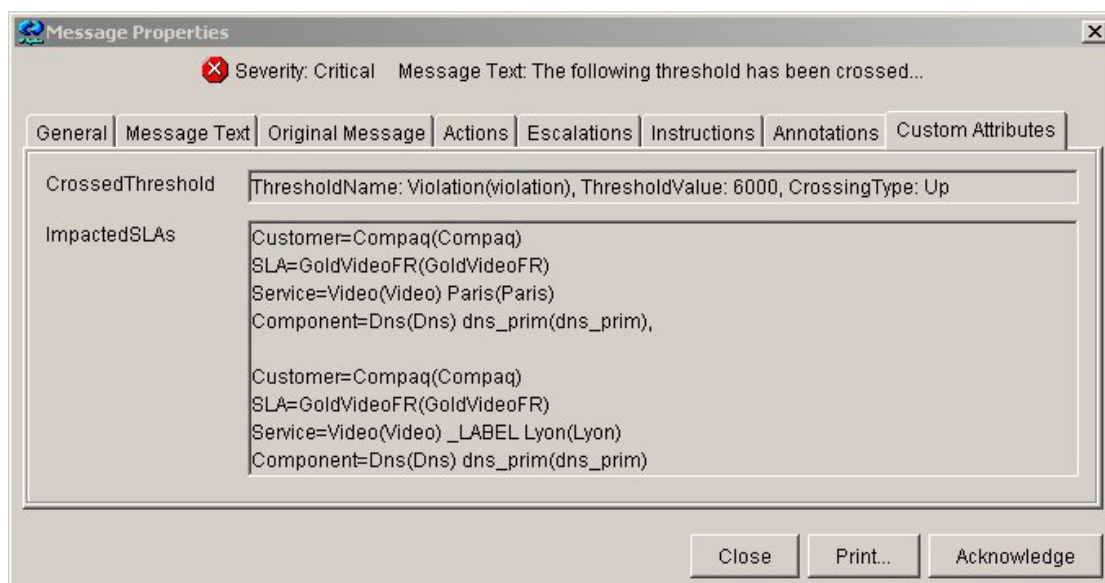 Message Properties
Severity: Critical Message Text: The following threshold has been crossed...
General Message Text Original Message Actions Escalations Instructions Annotations Custom Attributes
CrossedThreshold ThresholdName: Violation(violation), ThresholdValue: 6000, CrossingType: Up
ImpactedSLAs Customer=Compaq(Compaq)
SLA=GoldVideoFR(GoldVideoFR)
Service=Video(Video) Paris(Paris)
Component=Dns(Dns) dns_prim(dns_prim),
Customer=Compaq(Compaq)
SLA=GoldVideoFR(GoldVideoFR)
Service=Video(Video) _LABEL Lyon(Lyon)
Component=Dns(Dns) dns_prim(dns_prim)
Close Print... Acknowledge